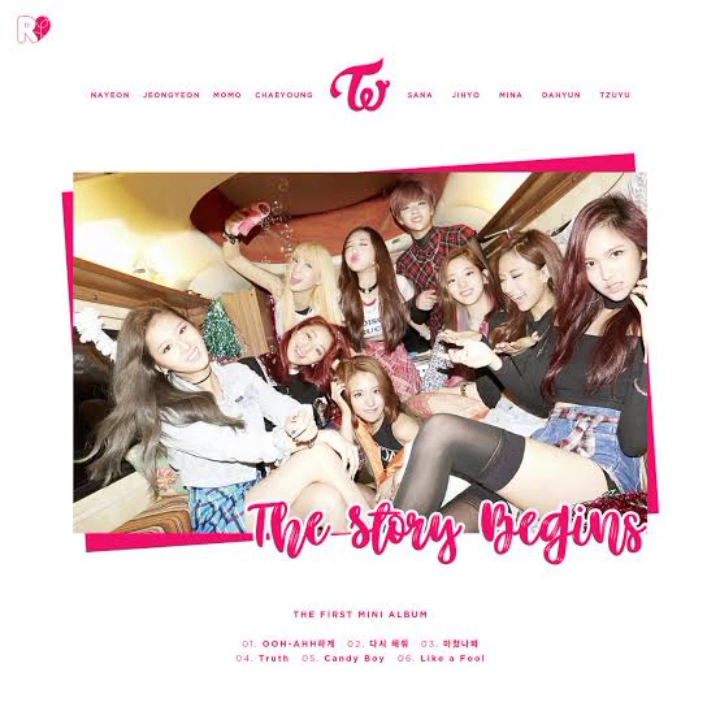 R
NAYEON JEONGYEON MOMO CHAEYOUNG TW SANA JIHYO MINA DAHYUN TZUYU
The Story Begins
THE FIRST MINI ALBUM
01. OOH-AHH하게 02. 다시 해줘 03. 미쳤나봐
04. Truth 05. Candy Boy 06. Like a Fool